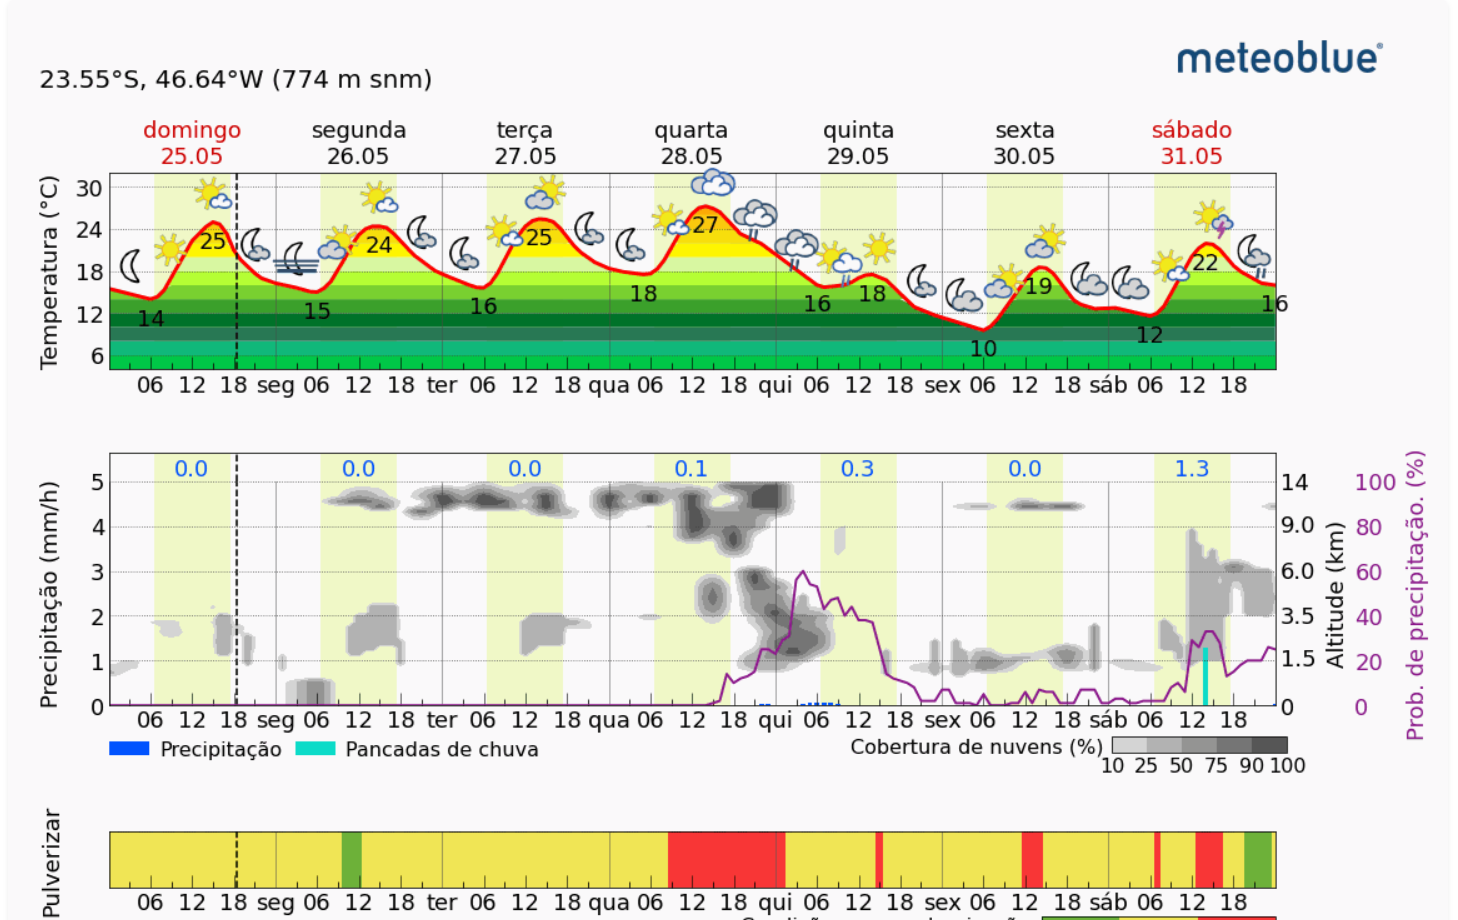 meteoblue®
23.55°S, 46.64°W (774 m snm)
domingo segunda terça quarta quinta sexta sábado
25.05 26.05 27.05 28.05 29.05 30.05 31.05
Temperatura (°C)
30
24
18
12
6
14 25 15 24 16 25 18 27 16 18 10 19 12 22 16
06 12 18 seg 06 12 18 ter 06 12 18 qua 06 12 18 qui 06 12 18 sex 06 12 18 sáb 06 12 18
Precipitação (mm/h)
0.0 0.0 0.0 0.1 0.3 0.0 1.3
5 14 100
4 9.0 80
3 6.0 60
2 3.5 40
1 1.5 20
0 0 0
Altitude (km)
Prob. de precipitação. (%)
06 12 18 seg 06 12 18 ter 06 12 18 qua 06 12 18 qui 06 12 18 sex 06 12 18 sáb 06 12 18
Precipitação Pancadas de chuva Cobertura de nuvens (%)
10 25 50 75 90 100
Pulverizar
06 12 18 seg 06 12 18 ter 06 12 18 qua 06 12 18 qui 06 12 18 sex 06 12 18 sáb 06 12 18